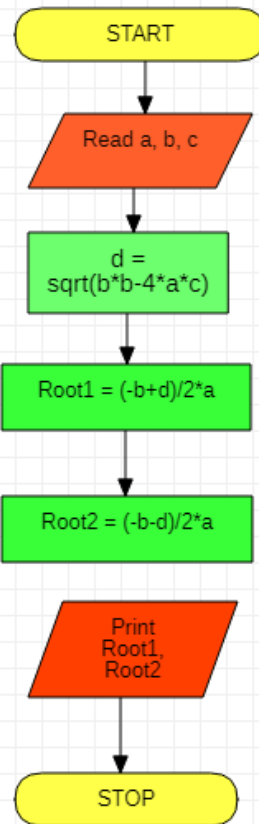 START
Read a, b, c
d =
sqrt(b*b-4*a*c)
Root1 = (-b+d)/2*a
Root2 = (-b-d)/2*a
Print
Root1,
Root2
STOP